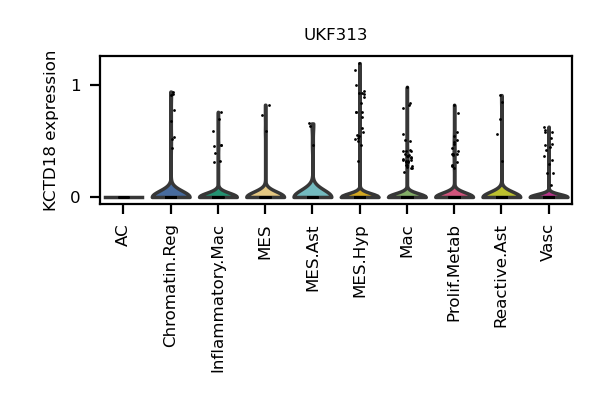 UKF313
KCTD18 expression
1
0
AC
Chromatin.Reg
Inflammatory.Mac
MES
MES.Ast
MES.Hyp
Mac
Prolif.Metab
Reactive.Ast
Vasc